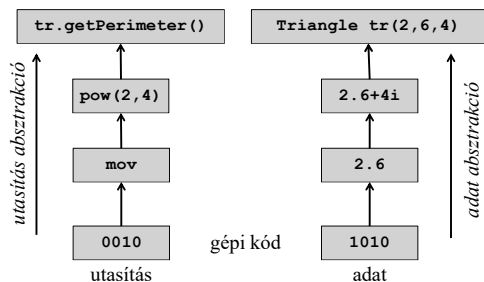 tr.getPerimeter()
Triangle tr(2,6,4)
utasítás absztrakció
pow(2,4)
2.6+4i
adat absztrakció
mov
2.6
0010
gépi kód
1010
utasítás
adat